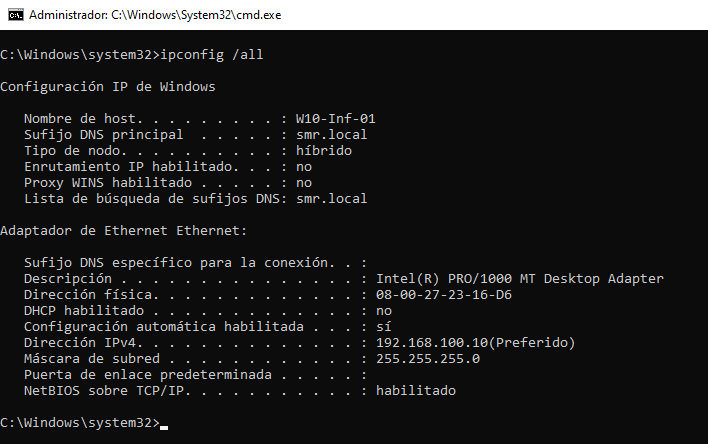 Administrador: C:\Windows\System32\cmd.exe
C:\Windows\system32>ipconfig /all
Configuración IP de Windows
Nombre de host. . . . . . . . . : W10-Inf-01
Sufijo DNS principal  . . . . . : smr.local
Tipo de nodo. . . . . . . . . . : híbrido
Enrutamiento IP habilitado. . . : no
Proxy WINS habilitado . . . . . : no
Lista de búsqueda de sufijos DNS: smr.local
Adaptador de Ethernet Ethernet:
Sufijo DNS específico para la conexión. . :
Descripción . . . . . . . . . . . . . . . : Intel(R) PRO/1000 MT Desktop Adapter
Dirección física. . . . . . . . . . . . . : 08-00-27-23-16-D6
DHCP habilitado . . . . . . . . . . . . . : no
Configuración automática habilitada . . . : sí
Dirección IPv4. . . . . . . . . . . . . . : 192.168.100.10(Preferido)
Máscara de subred . . . . . . . . . . . . : 255.255.255.0
Puerta de enlace predeterminada . . . . . :
NetBIOS sobre TCP/IP. . . . . . . . . . . : habilitado
C:\Windows\system32>